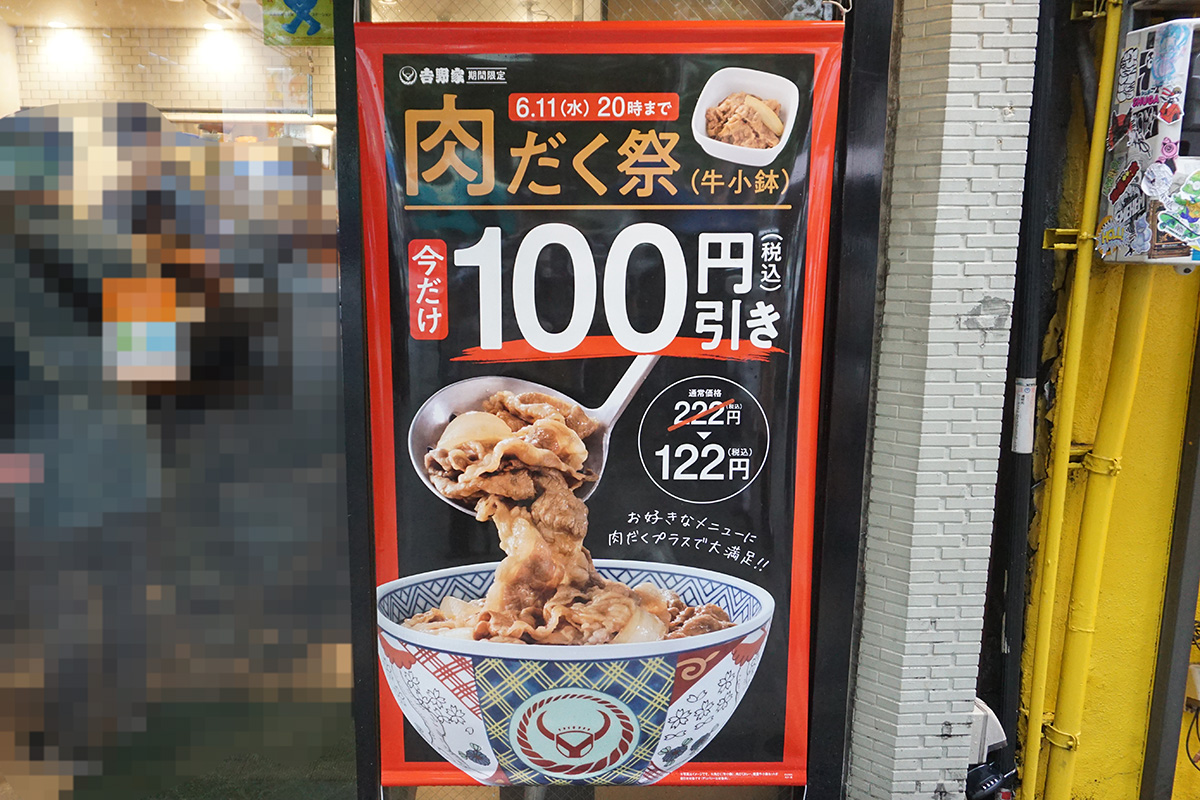 吉野家 期間限定
6.11(水) 20時まで
肉だく祭(牛小鉢)
今だけ
100円引き(税込)
通常価格
222円(税込)
122円(税込)
お好きなメニューに
肉だくプラスで大満足!!